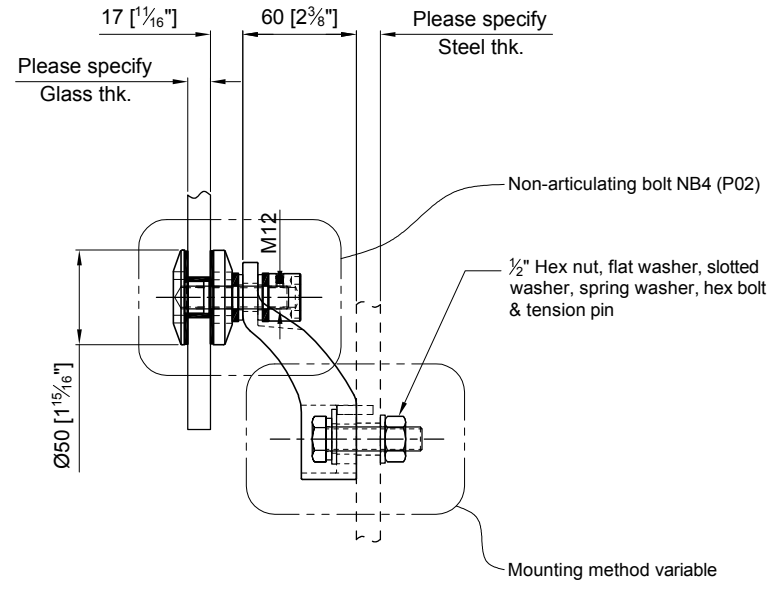 17 [11⁄16"]
60 [2 3⁄8"]
Please specify
Steel thk.
Please specify
Glass thk.
Non-articulating bolt NB4 (P02)
M12
½" Hex nut, flat washer, slotted
washer, spring washer, hex bolt
& tension pin
Ø50 [1 15⁄16"]
Mounting method variable